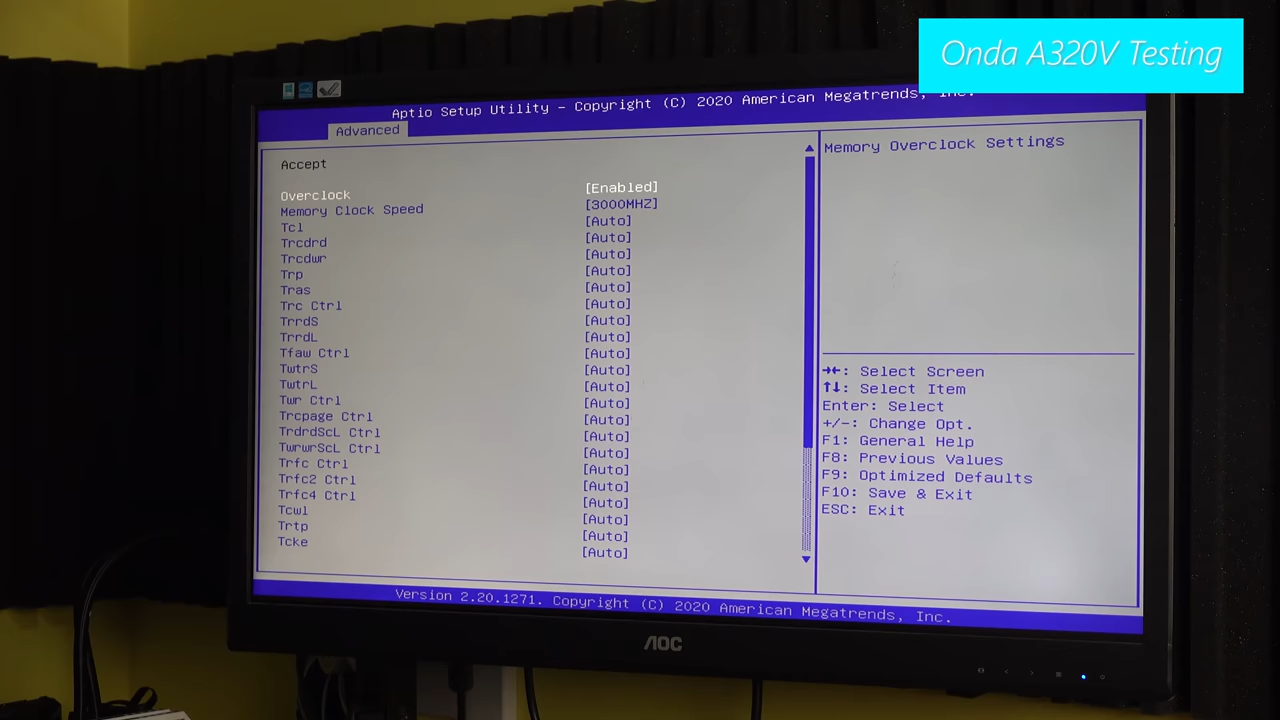 Onda A320V Testing
Aptio Setup Utility - Copyright (C) 2020 American Megatrends, Inc.
Advanced
Accept
Overclock [Enabled]
Memory Clock Speed [3000MHZ]
Tcl [Auto]
Trcdrd [Auto]
Trcdwr [Auto]
Trp [Auto]
Tras [Auto]
Trc Ctrl [Auto]
TrrdS [Auto]
TrrdL [Auto]
Tfaw Ctrl [Auto]
TwtrS [Auto]
TwtrL [Auto]
Twr Ctrl [Auto]
Trcpage Ctrl [Auto]
TrdrdScL Ctrl [Auto]
TwrwrScL Ctrl [Auto]
Trfc Ctrl [Auto]
Trfc2 Ctrl [Auto]
Trfc4 Ctrl [Auto]
Tcwl [Auto]
Trtp [Auto]
Tcke [Auto]
Memory Overclock Settings
→←: Select Screen
↑↓: Select Item
Enter: Select
+/-: Change Opt.
F1: General Help
F8: Previous Values
F9: Optimized Defaults
F10: Save & Exit
ESC: Exit
Version 2.20.1271. Copyright (C) 2020 American Megatrends, Inc.
AOC